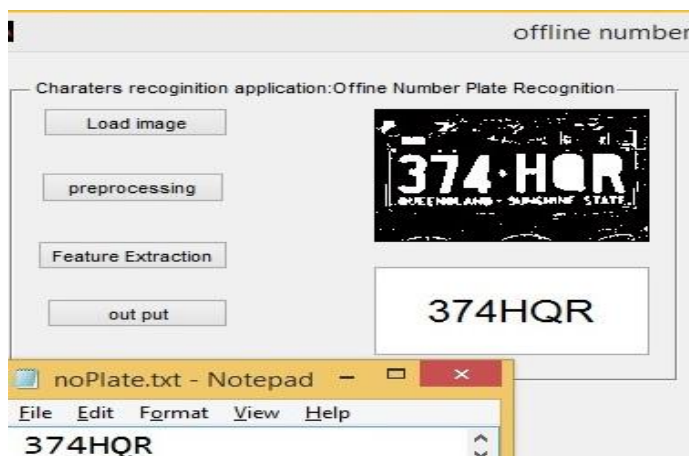 offline number
Charaters recoginition application:Offine Number Plate Recognition
Load image
preprocessing
Feature Extraction
out put
374·HQR
QUEENSLAND - SUNSHINE STATE
374HQR
noPlate.txt - Notepad
File Edit Format View Help
374HQR